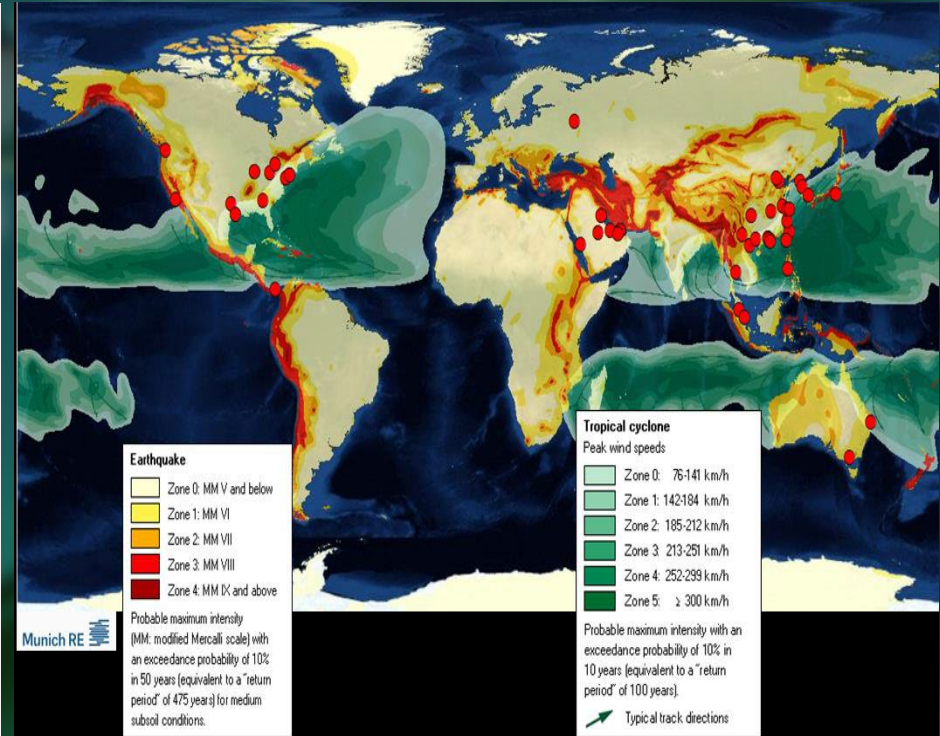 Earthquake
Zone 0: MM V and below
Zone 1: MM VI
Zone 2: MM VII
Zone 3: MM VIII
Zone 4: MM IX and above
Probable maximum intensity
(MM: modified Mercalli scale) with
an exceedance probability of 10%
in 50 years (equivalent to a "return
period" of 475 years) for medium
subsoil conditions.
Munich RE
Tropical cyclone
Peak wind speeds
Zone 0: 76-141 km/h
Zone 1: 142-184 km/h
Zone 2: 185-212 km/h
Zone 3: 213-251 km/h
Zone 4: 252-299 km/h
Zone 5: ≥ 300 km/h
Probable maximum intensity with an
exceedance probability of 10% in
10 years (equivalent to a "return
period" of 100 years).
Typical track directions